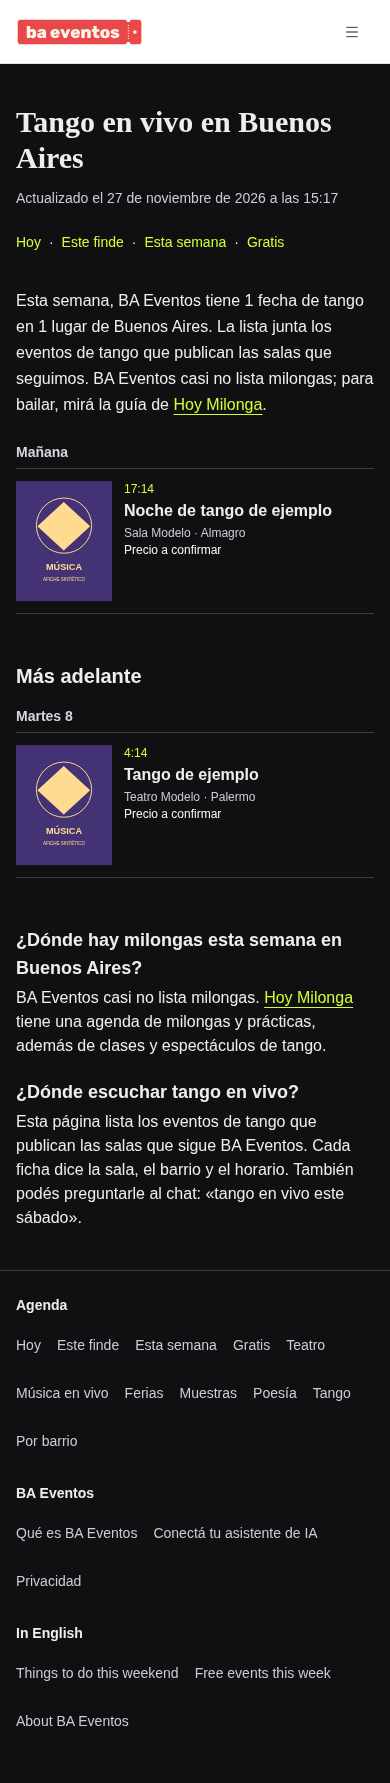 ba eventos
Tango en vivo en Buenos
Aires
Actualizado el 27 de noviembre de 2026 a las 15:17
Hoy · Este finde · Esta semana · Gratis
Esta semana, BA Eventos tiene 1 fecha de tango
en 1 lugar de Buenos Aires. La lista junta los
eventos de tango que publican las salas que
seguimos. BA Eventos casi no lista milongas; para
bailar, mirá la guía de Hoy Milonga.
Mañana
MÚSICA
AFICHE SINTÉTICO
17:14
Noche de tango de ejemplo
Sala Modelo · Almagro
Precio a confirmar
Más adelante
Martes 8
MÚSICA
AFICHE SINTÉTICO
4:14
Tango de ejemplo
Teatro Modelo · Palermo
Precio a confirmar
¿Dónde hay milongas esta semana en
Buenos Aires?
BA Eventos casi no lista milongas. Hoy Milonga
tiene una agenda de milongas y prácticas,
además de clases y espectáculos de tango.
¿Dónde escuchar tango en vivo?
Esta página lista los eventos de tango que
publican las salas que sigue BA Eventos. Cada
ficha dice la sala, el barrio y el horario. También
podés preguntarle al chat: «tango en vivo este
sábado».
Agenda
Hoy Este finde Esta semana Gratis Teatro
Música en vivo Ferias Muestras Poesía Tango
Por barrio
BA Eventos
Qué es BA Eventos Conectá tu asistente de IA
Privacidad
In English
Things to do this weekend Free events this week
About BA Eventos